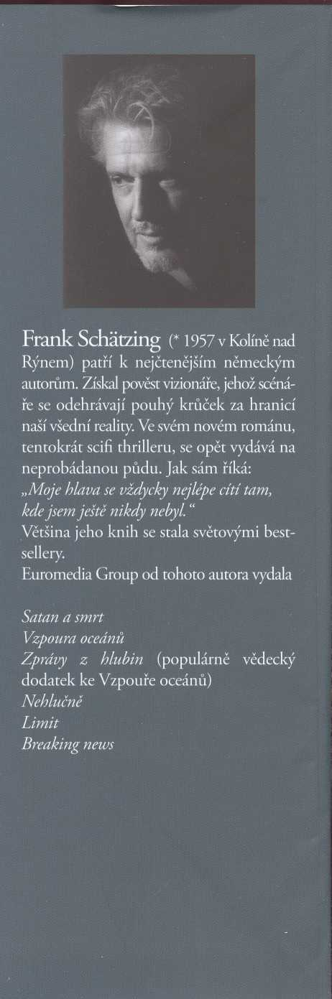 Frank Schätzing (* 1957 v Kolíně nad
Rýnem) patří k nejčtenějším německým
autorům. Získal pověst vizionáře, jehož scéná-
ře se odehrávají pouhý krůček za hranicí
naší všední reality. Ve svém novém románu,
tentokrát scifi thrilleru, se opět vydává na
neprobádanou půdu. Jak sám říká:
„Moje hlava se vždycky nejlépe cítí tam,
kde jsem ještě nikdy nebyl.“
Většina jeho knih se stala světovými best-
sellery.
Euromedia Group od tohoto autora vydala
Satan a smrt
Vzpoura oceánů
Zprávy z hlubin (populárně vědecký
dodatek ke Vzpouře oceánů)
Nehlučně
Limit
Breaking news